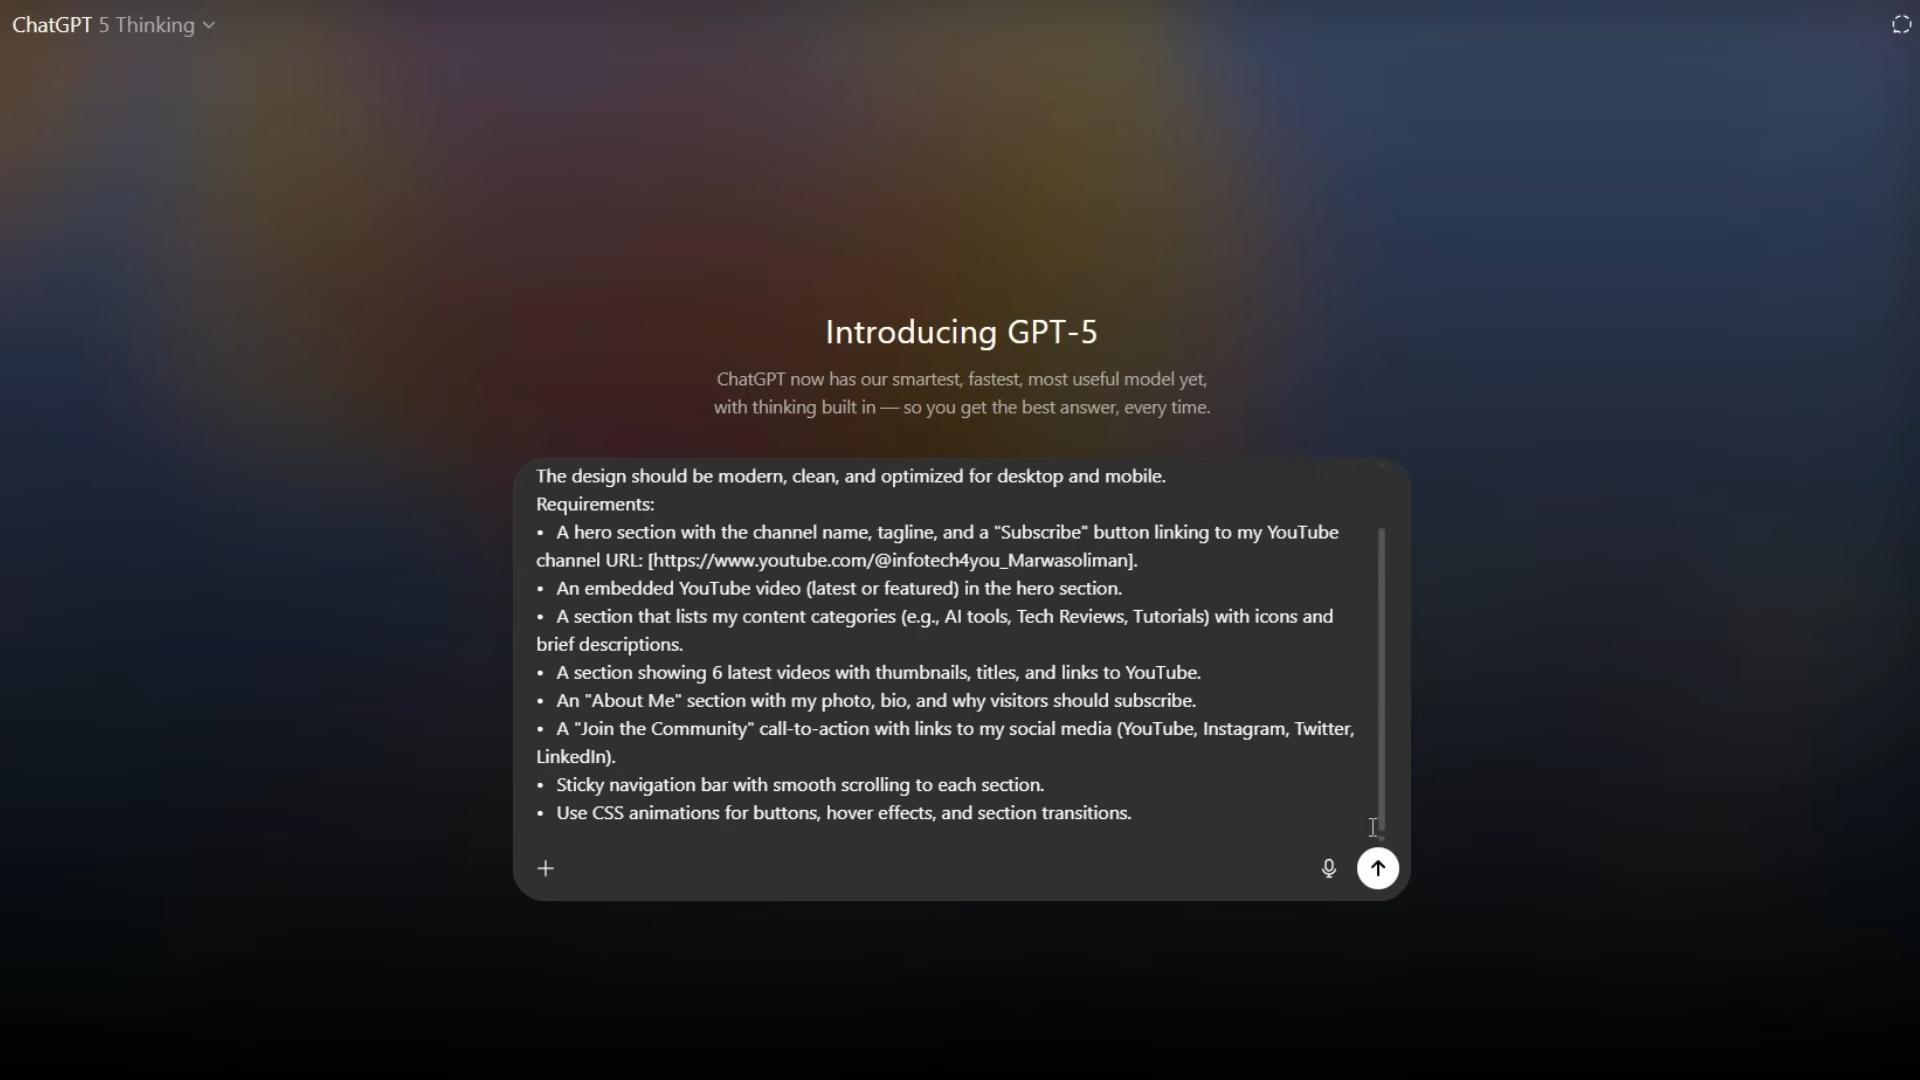 ChatGPT 5 Thinking
Introducing GPT-5
ChatGPT now has our smartest, fastest, most useful model yet,
with thinking built in — so you get the best answer, every time.
The design should be modern, clean, and optimized for desktop and mobile.
Requirements:
• A hero section with the channel name, tagline, and a "Subscribe" button linking to my YouTube
channel URL: [https://www.youtube.com/@infotech4you_Marwasoliman].
• An embedded YouTube video (latest or featured) in the hero section.
• A section that lists my content categories (e.g., AI tools, Tech Reviews, Tutorials) with icons and
brief descriptions.
• A section showing 6 latest videos with thumbnails, titles, and links to YouTube.
• An "About Me" section with my photo, bio, and why visitors should subscribe.
• A "Join the Community" call-to-action with links to my social media (YouTube, Instagram, Twitter,
LinkedIn).
• Sticky navigation bar with smooth scrolling to each section.
• Use CSS animations for buttons, hover effects, and section transitions.